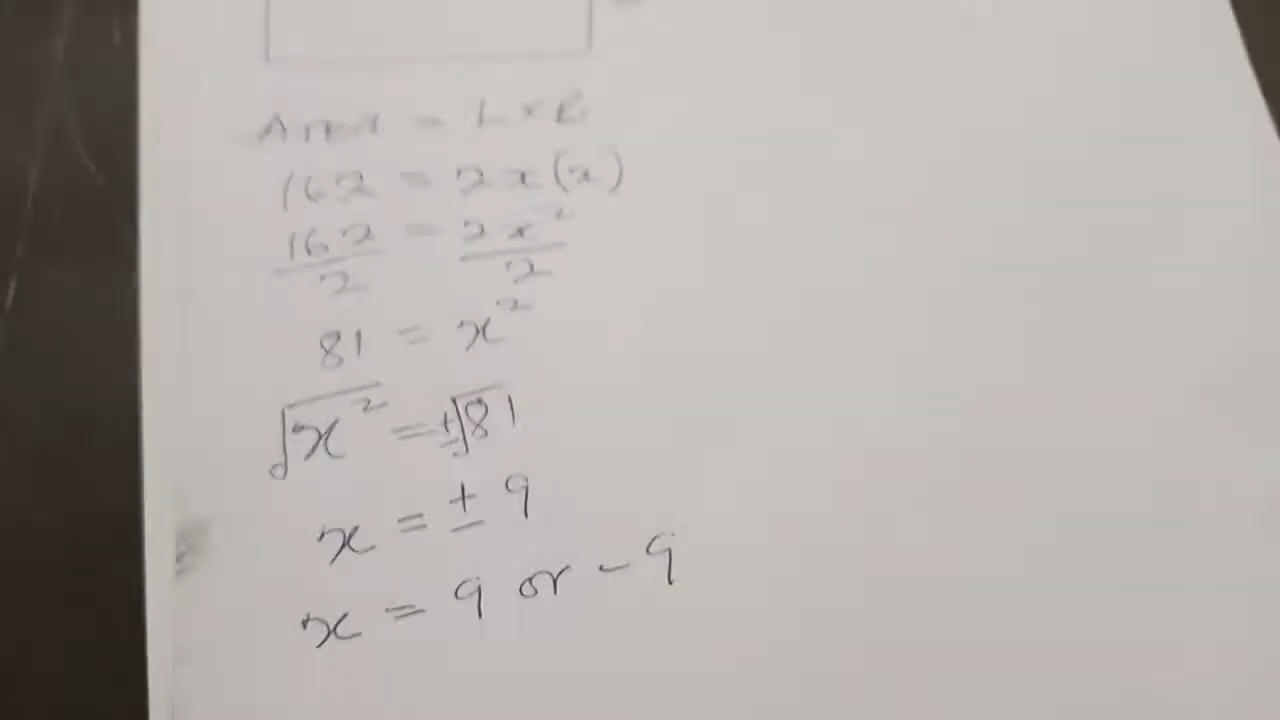 Area = L x B
162 = 2x(x)
162/2 = 2x²/2
81 = x²
√x² = ±√81
x = ± 9
x = 9 or - 9